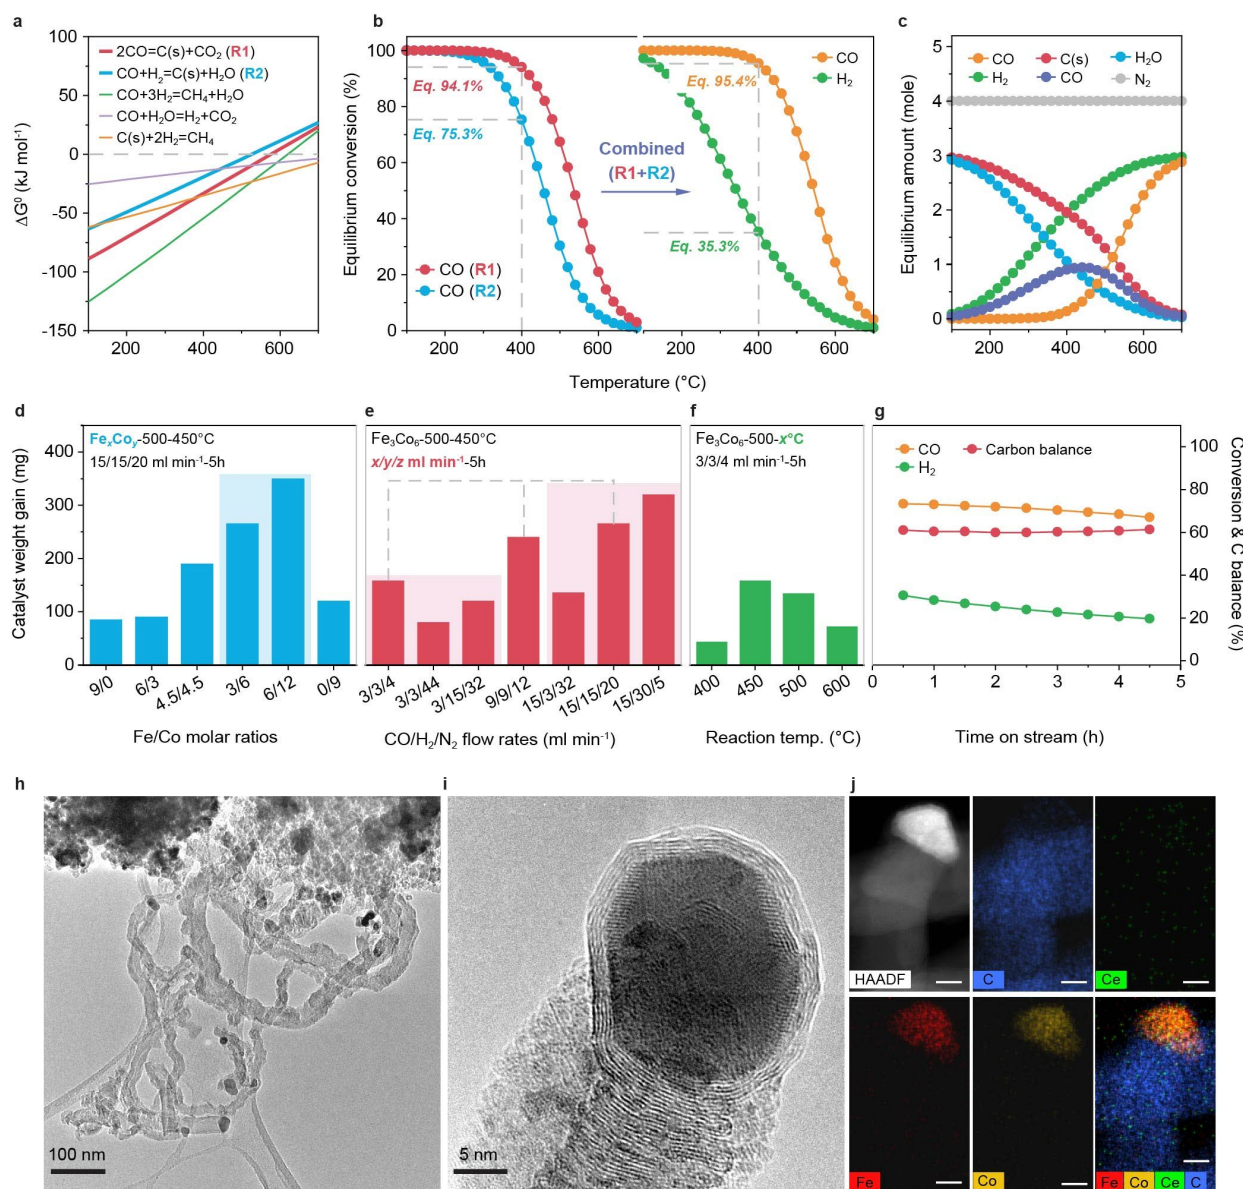 a
100
50
0
-50
-100
-150
ΔG⁰ (kJ mol⁻¹)
2CO=C(s)+CO₂ (R1)
CO+H₂=C(s)+H₂O (R2)
CO+3H₂=CH₄+H₂O
CO+H₂O=H₂+CO₂
C(s)+2H₂=CH₄
200
400
600
b
100
80
60
40
20
0
Equilibrium conversion (%)
Eq. 94.1%
Eq. 75.3%
CO (R1)
CO (R2)
Combined
(R1+R2)
Eq. 95.4%
Eq. 35.3%
CO
H₂
200
400
600
200
400
600
Temperature (°C)
c
5
4
3
2
1
0
Equilibrium amount (mole)
CO
C(s)
H₂O
H₂
CO
N₂
200
400
600
d
FeₓCoᵧ-500-450°C
15/15/20 ml min⁻¹-5h
400
300
200
100
0
Catalyst weight gain (mg)
9/0
6/3
4.5/4.5
3/6
6/12
0/9
Fe/Co molar ratios
e
Fe₃Co₆-500-450°C
x/y/z ml min⁻¹-5h
3/3/4
3/3/44
3/15/32
9/9/12
15/3/32
15/15/20
15/30/5
CO/H₂/N₂ flow rates (ml min⁻¹)
f
Fe₃Co₆-500-x°C
3/3/4 ml min⁻¹-5h
400
450
500
600
Reaction temp. (°C)
g
CO
Carbon balance
H₂
100
80
60
40
20
0
Conversion & C balance (%)
0
1
2
3
4
5
Time on stream (h)
h
100 nm
i
5 nm
j
HAADF
C
Ce
Fe
Co
Fe Co Ce C